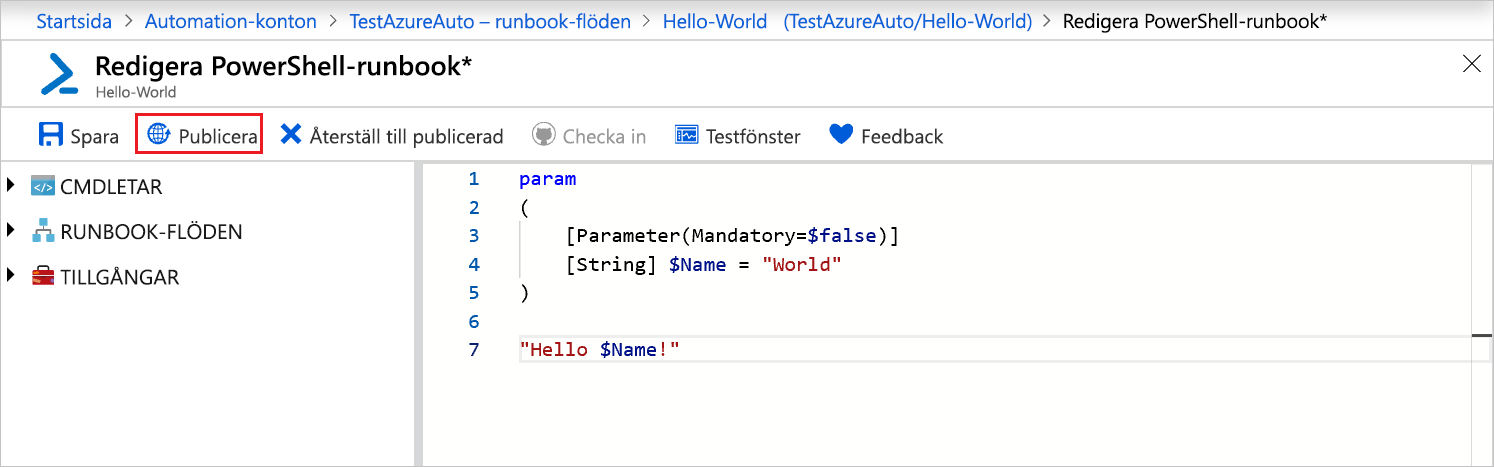 Startsida > Automation-konton > TestAzureAuto – runbook-flöden > Hello-World (TestAzureAuto/Hello-World) > Redigera PowerShell-runbook*
Redigera PowerShell-runbook*
Hello-World
Spara Publicera Återställ till publicerad Checka in Testfönster Feedback
CMDLETAR
RUNBOOK-FLÖDEN
TILLGÅNGAR
1 param
2 (
3 [Parameter(Mandatory=$false)]
4 [String] $Name = "World"
5 )
6
7 "Hello $Name!"